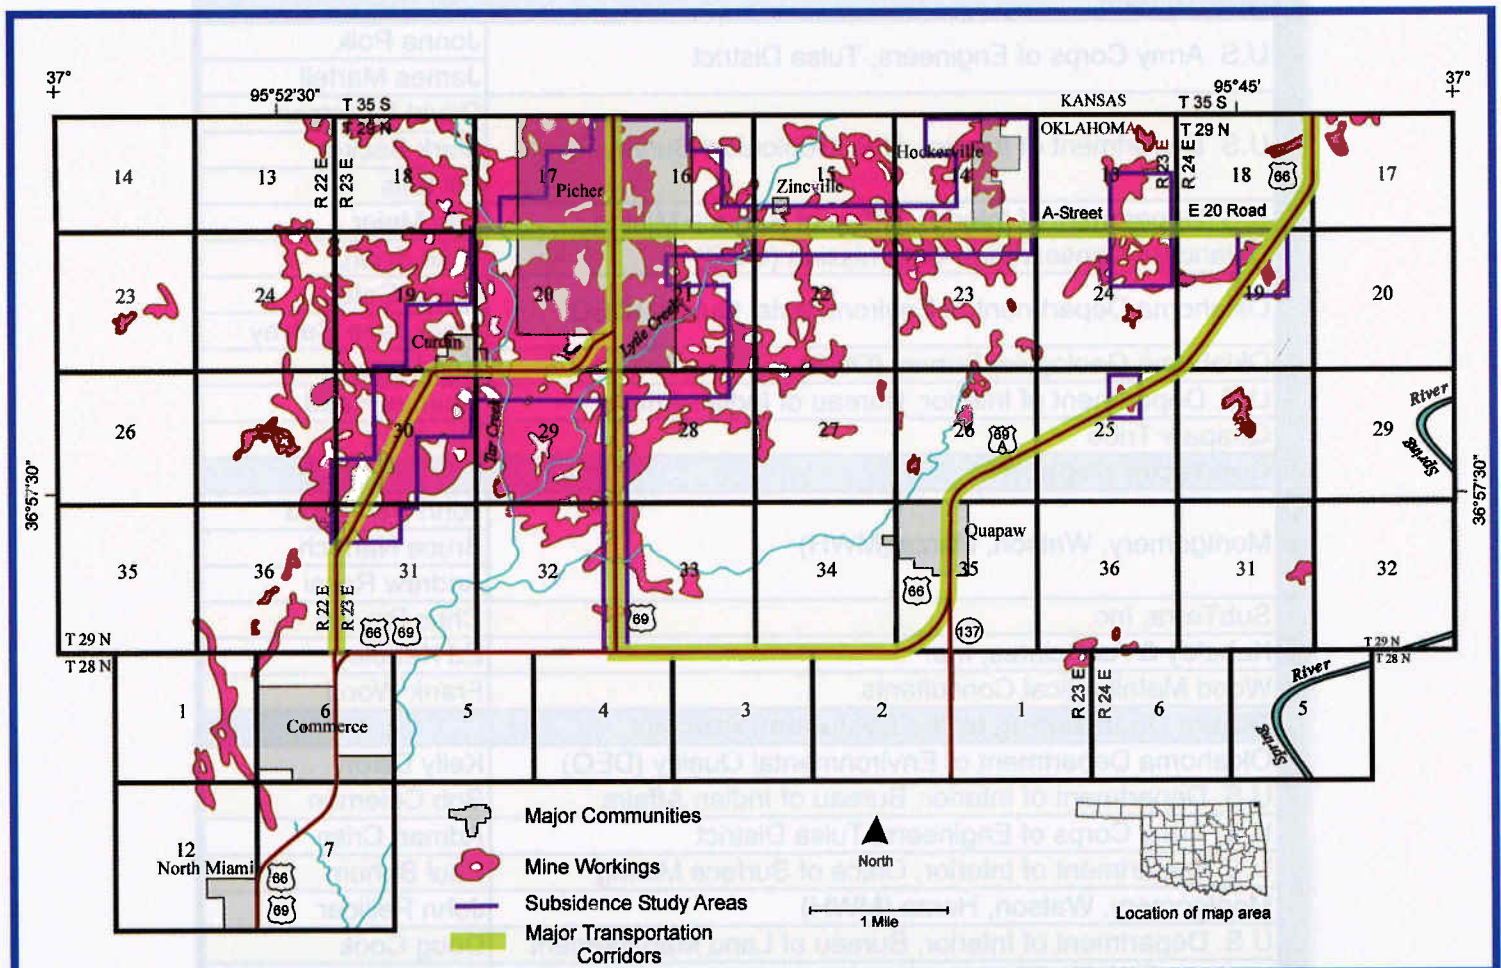 37°
37°
95°52'30"
T 35 S
T 29 N
KANSAS
OKLAHOMA
95°45'
T 35 S
T 29 N
R 22 E
R 23 E
R 23 E
R 24 E
14
13
18
17
16
15
14
13
18
17
Picher
Zincville
Hockerville
66
A-Street
E 20 Road
23
24
19
20
21
22
23
24
19
20
Cardin
Lytle Creek
Tar Creek
26
30
29
28
27
26
25
29
69
A
River
Spring
36°57'30"
36°57'30"
Quapaw
35
36
31
32
33
34
35
36
31
32
66
R 22 E
R 23 E
66
69
69
137
T 29 N
T 28 N
T 29 N
T 28 N
R 23 E
R 24 E
River
Spring
1
6
5
4
3
2
1
6
5
Commerce
12
7
North Miami
66
69
Major Communities
Mine Workings
Subsidence Study Areas
Major Transportation
Corridors
North
1 Mile
Location of map area